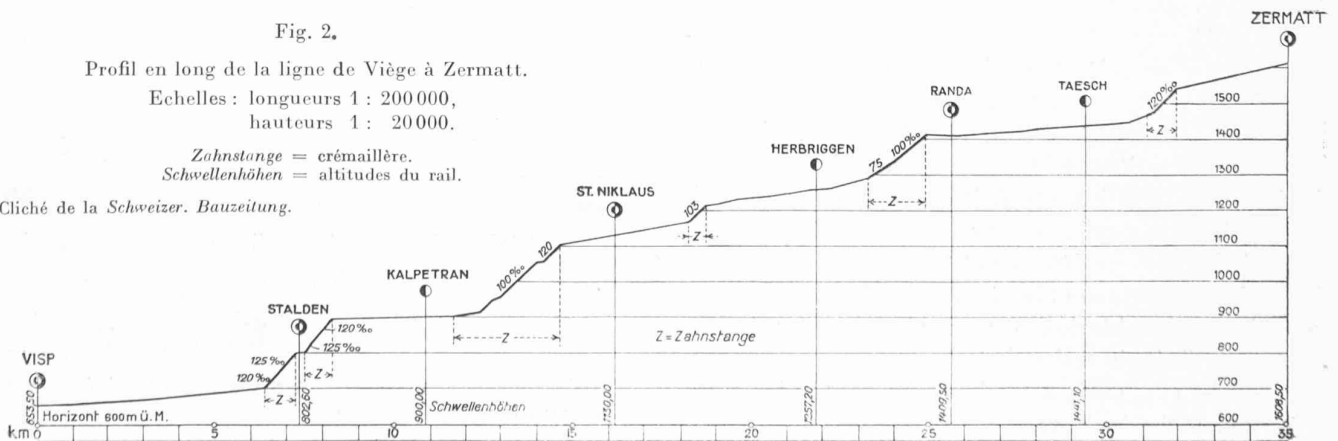 Fig. 2.
Profil en long de la ligne de Viège à Zermatt.
Echelles : longueurs 1 : 200 000,
hauteurs 1 : 20 000.
Zahnstange = crémaillère.
Schwellenhöhen = altitudes du rail.
Cliché de la Schweizer. Bauzeitung.
ZERMATT
TAESCH
RANDA
HERBRIGGEN
ST. NIKLAUS
KALPETRAN
STALDEN
VISP
120‰
Z
1500
1400
75 100‰
Z
1300
103
Z
1200
100‰ 120
Z
1100
1000
900
120‰
125‰
Z
Z = Zahnstange
800
125‰
120‰
Z
700
600
Horizont 600 m ü. M.
Schwellenhöhen
653,50
802,60
900,00
1130,00
1257,20
1441,10
1608,50
km 0 5 10 15 20 25 30 35